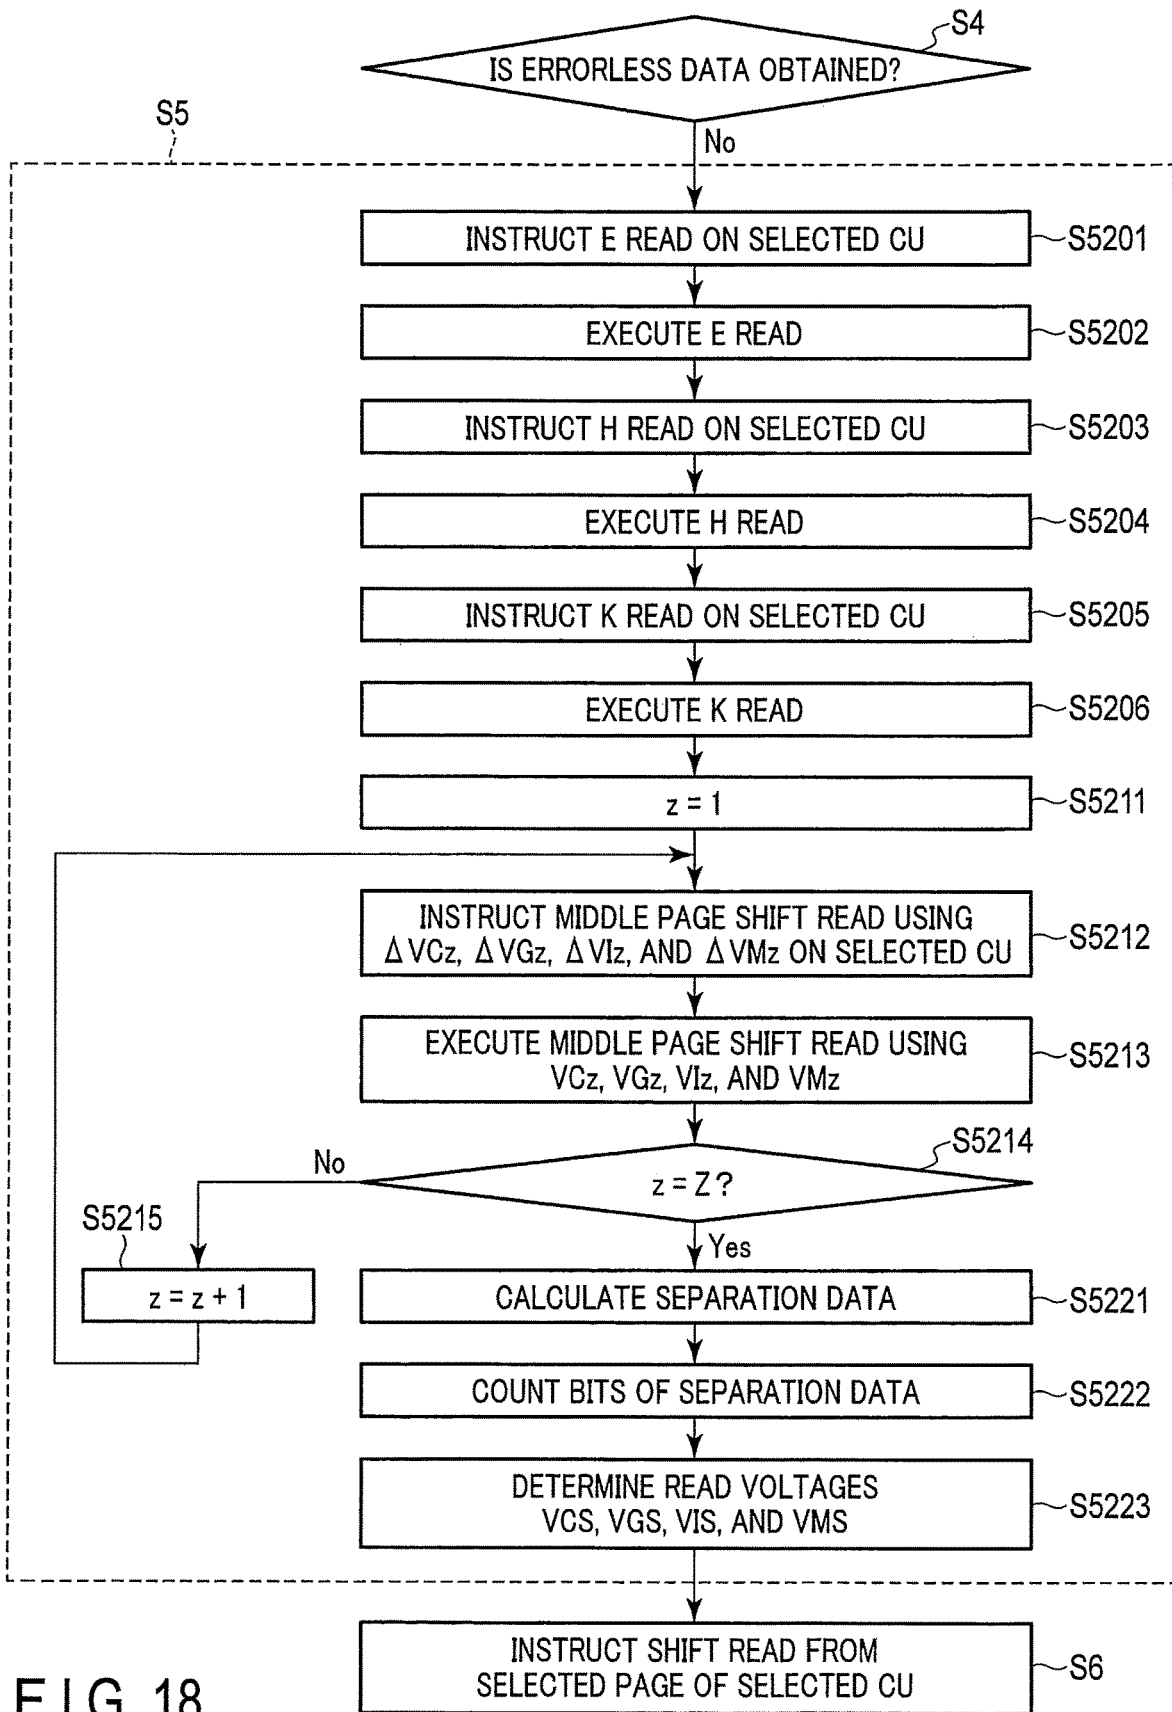 S4
IS ERRORLESS DATA OBTAINED?
S5
No
INSTRUCT E READ ON SELECTED CU
S5201
EXECUTE E READ
S5202
INSTRUCT H READ ON SELECTED CU
S5203
EXECUTE H READ
S5204
INSTRUCT K READ ON SELECTED CU
S5205
EXECUTE K READ
S5206
z = 1
S5211
INSTRUCT MIDDLE PAGE SHIFT READ USING
ΔVCz, ΔVGz, ΔVIz, AND ΔVMz ON SELECTED CU
S5212
EXECUTE MIDDLE PAGE SHIFT READ USING
VCz, VGz, VIz, AND VMz
S5213
S5214
No
z = Z?
S5215
Yes
z = z + 1
CALCULATE SEPARATION DATA
S5221
COUNT BITS OF SEPARATION DATA
S5222
DETERMINE READ VOLTAGES
VCS, VGS, VIS, AND VMS
S5223
INSTRUCT SHIFT READ FROM
SELECTED PAGE OF SELECTED CU
S6
FIG. 18